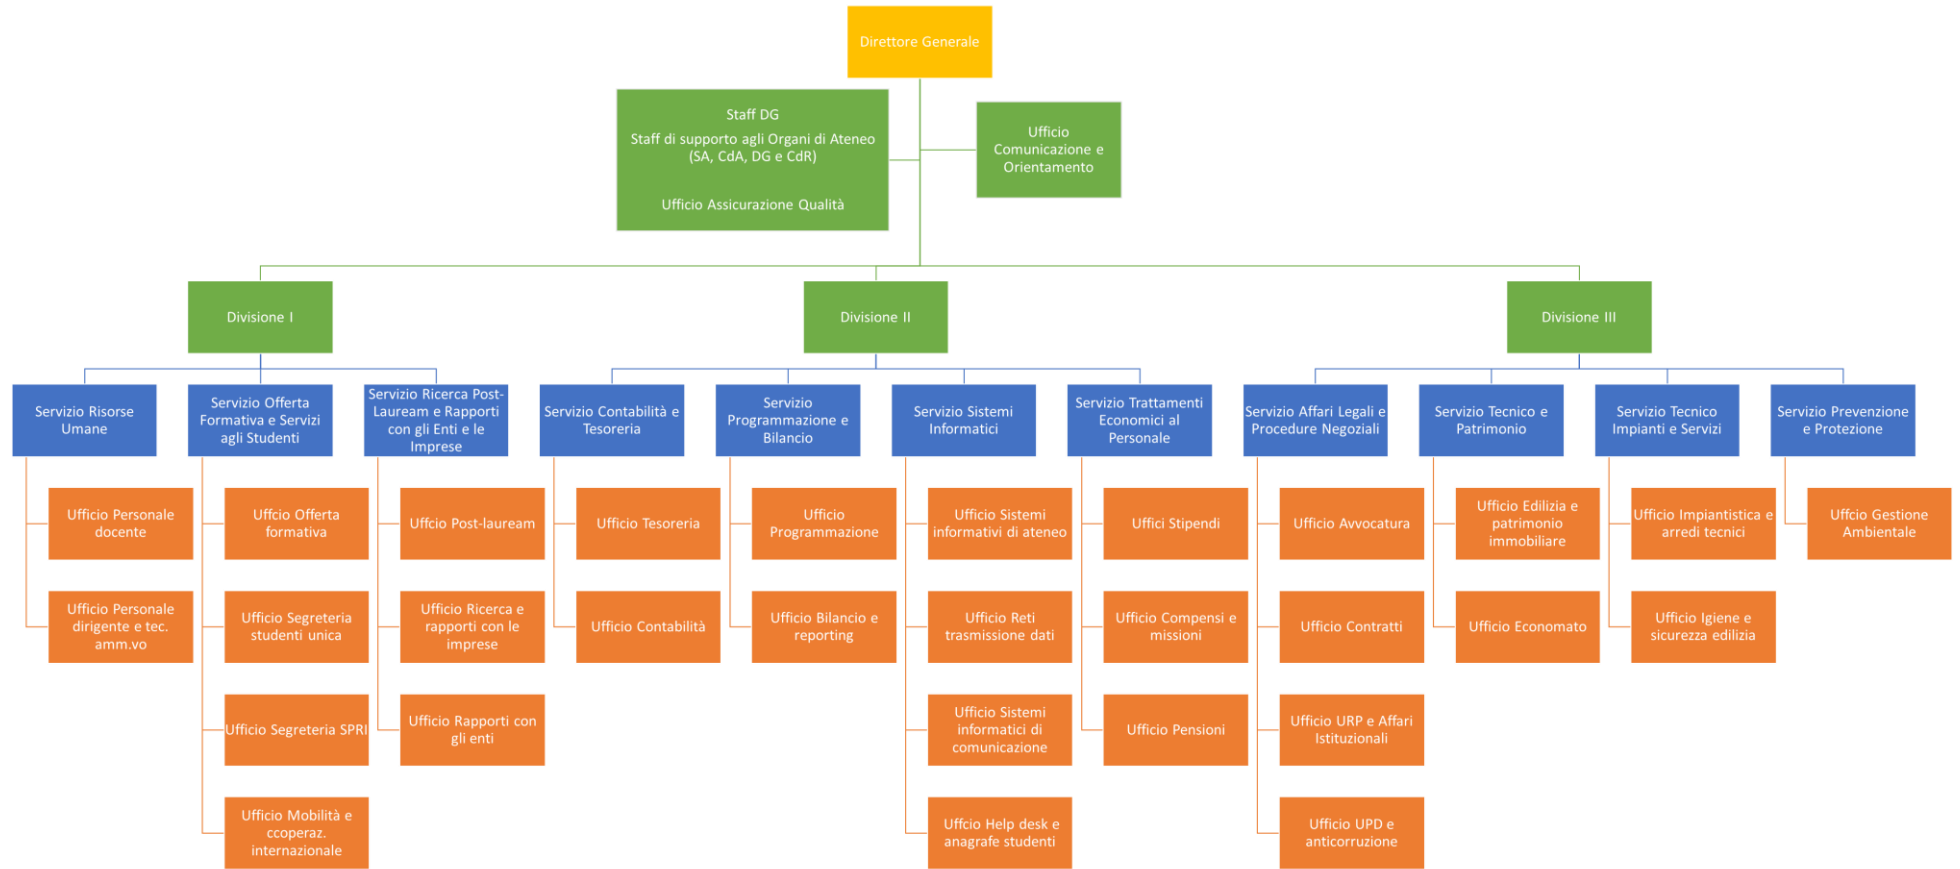 Direttore Generale
Staff DG
Staff di supporto agli Organi di Ateneo
(SA, CdA, DG e CdR)
Ufficio Assicurazione Qualità
Ufficio
Comunicazione e
Orientamento
Divisione I
Divisione II
Divisione III
Servizio Risorse
Umane
Servizio Offerta
Formativa e Servizi
agli Studenti
Servizio Ricerca Post-
Lauream e Rapporti
con gli Enti e le
Imprese
Servizio Contabilità e
Tesoreria
Servizio
Programmazione e
Bilancio
Servizio Sistemi
Informatici
Servizio Trattamenti
Economici al
Personale
Servizio Affari Legali e
Procedure Negoziali
Servizio Tecnico e
Patrimonio
Servizio Tecnico
Impianti e Servizi
Servizio Prevenzione
e Protezione
Ufficio Personale
docente
Uffcio Offerta
formativa
Uffcio Post-lauream
Ufficio Tesoreria
Ufficio
Programmazione
Ufficio Sistemi
informativi di ateneo
Uffici Stipendi
Ufficio Avvocatura
Ufficio Edilizia e
patrimonio
immobiliare
Ufficio Impiantistica e
arredi tecnici
Uffcio Gestione
Ambientale
Ufficio Personale
dirigente e tec.
amm.vo
Ufficio Segreteria
studenti unica
Ufficio Ricerca e
rapporti con le
imprese
Ufficio Contabilità
Ufficio Bilancio e
reporting
Ufficio Reti
trasmissione dati
Ufficio Compensi e
missioni
Ufficio Contratti
Ufficio Economato
Ufficio Igiene e
sicurezza edilizia
Ufficio Segreteria SPRI
Ufficio Rapporti con
gli enti
Ufficio Sistemi
informatici di
comunicazione
Ufficio Pensioni
Ufficio URP e Affari
Istituzionali
Ufficio Mobilità e
ccoperaz.
internazionale
Uffcio Help desk e
anagrafe studenti
Ufficio UPD e
anticorruzione